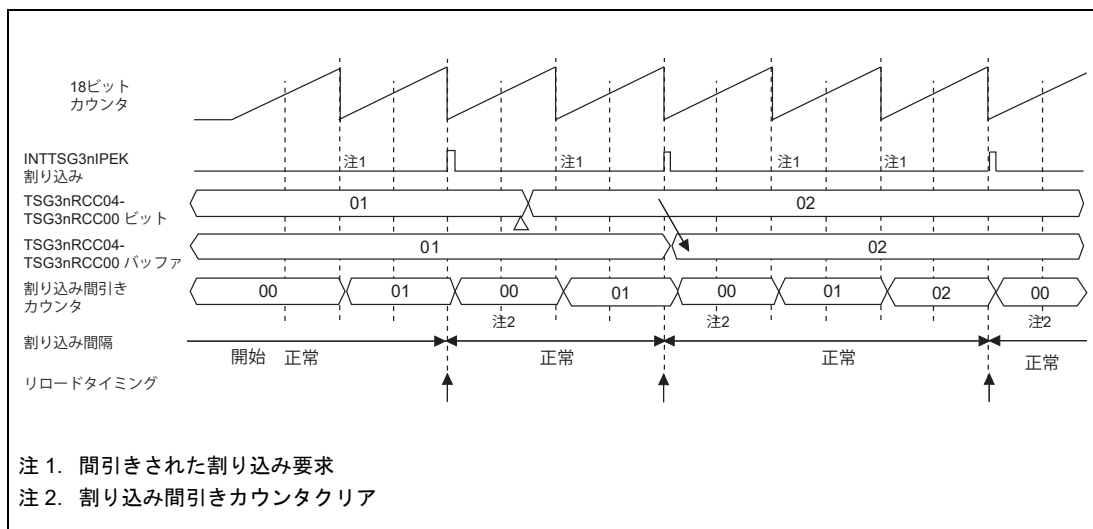 18ビット
カウンタ
INTTSG3nIPEK
割り込み
注1 注1 注1 注1
TSG3nRCC04-
TSG3nRCC00 ビット
01 02
TSG3nRCC04-
TSG3nRCC00 バッファ
01 02
割り込み間引き
カウンタ
00 01 00 01 00 01 02 00
注2 注2 注2
割り込み間隔
開始 正常 正常 正常 正常
リロードタイミング
注 1. 間引きされた割り込み要求
注 2. 割り込み間引きカウンタクリア